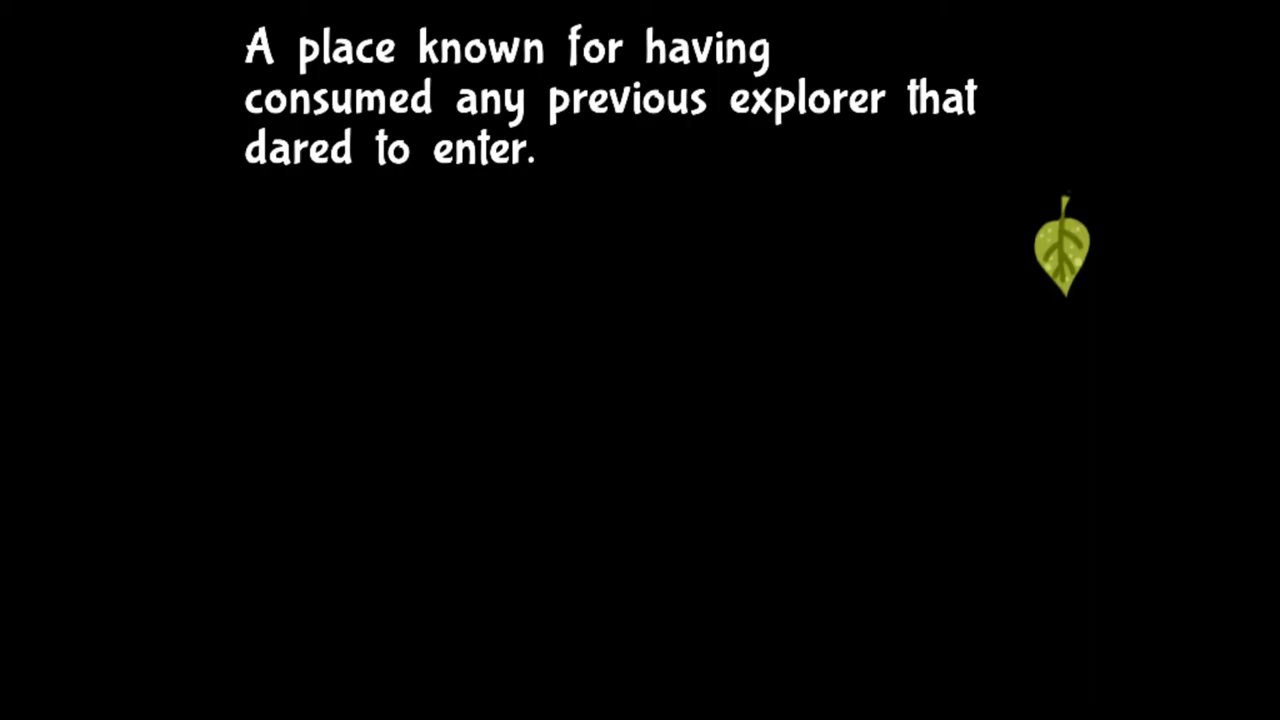 A place known for having
consumed any previous explorer that
dared to enter.